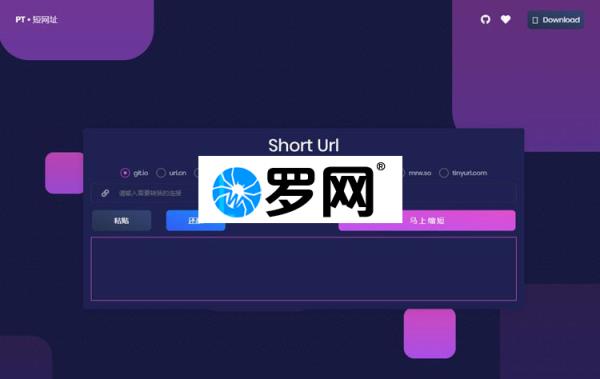 PT • 短网址
Download
Short Url
git.io
url.cn
mrw.so
tinyurl.com
请输入需要转换的连接
罗网®
粘贴
还
马上缩短